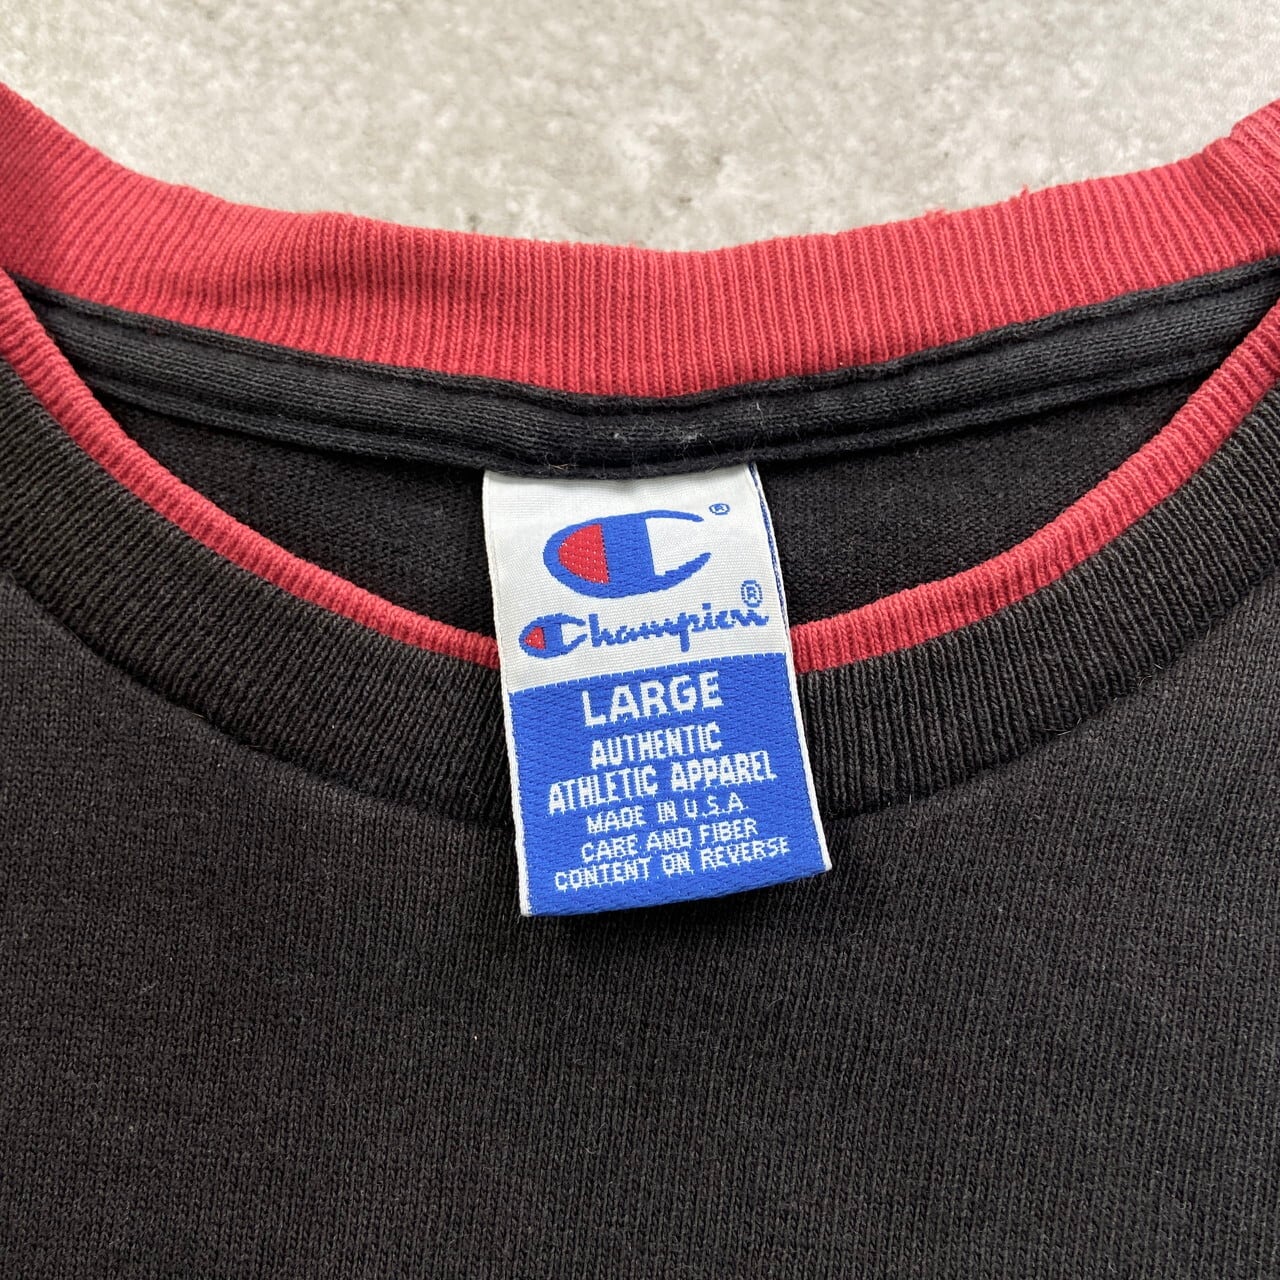 ®
Champion®
LARGE
AUTHENTIC
ATHLETIC APPAREL
MADE IN U.S.A.
CARE AND FIBER
CONTENT ON REVERSE